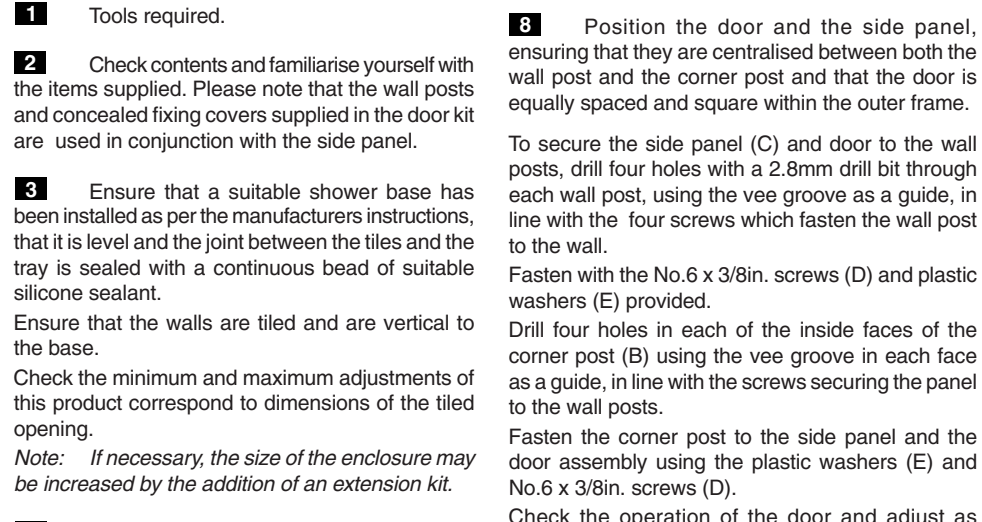 1 Tools required.
2 Check contents and familiarise yourself with
the items supplied. Please note that the wall posts
and concealed fixing covers supplied in the door kit
are used in conjunction with the side panel.
3 Ensure that a suitable shower base has
been installed as per the manufacturers instructions,
that it is level and the joint between the tiles and the
tray is sealed with a continuous bead of suitable
silicone sealant.
Ensure that the walls are tiled and are vertical to
the base.
Check the minimum and maximum adjustments of
this product correspond to dimensions of the tiled
opening.
Note: If necessary, the size of the enclosure may
be increased by the addition of an extension kit.
8 Position the door and the side panel,
ensuring that they are centralised between both the
wall post and the corner post and that the door is
equally spaced and square within the outer frame.
To secure the side panel (C) and door to the wall
posts, drill four holes with a 2.8mm drill bit through
each wall post, using the vee groove as a guide, in
line with the four screws which fasten the wall post
to the wall.
Fasten with the No.6 x 3/8in. screws (D) and plastic
washers (E) provided.
Drill four holes in each of the inside faces of the
corner post (B) using the vee groove in each face
as a guide, in line with the screws securing the panel
to the wall posts.
Fasten the corner post to the side panel and the
door assembly using the plastic washers (E) and
No.6 x 3/8in. screws (D).
Check the operation of the door and adjust as